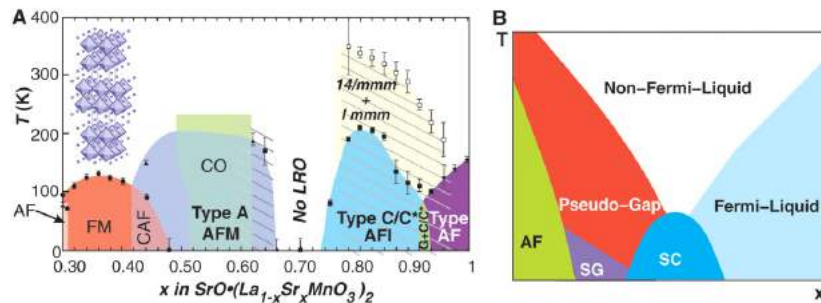 A
T (K)
400
300
200
100
0
14/mmm
+
I mmm
CO
No LRO
AF
FM
CAF
Type A
AFM
Type C/C*
AFI
G+C/C*
Type
AF
0.30
0.40
0.50
0.60
0.70
0.80
0.90
1
x in SrO•(La1-xSrxMnO3)2
B
T
Non-Fermi-Liquid
Pseudo-Gap
Fermi-Liquid
AF
SG
SC
x